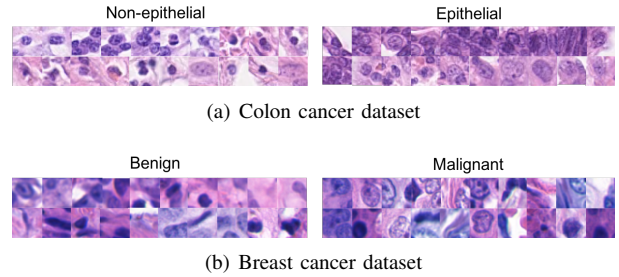 Non-epithelial
Epithelial
(a) Colon cancer dataset
Benign
Malignant
(b) Breast cancer dataset